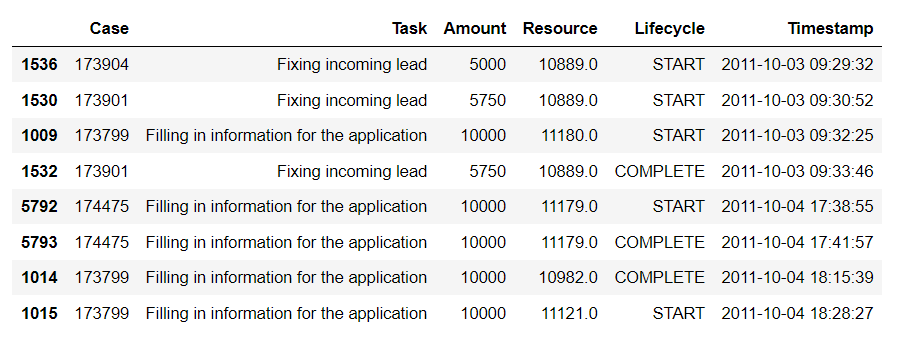 Case Task Amount Resource Lifecycle Timestamp
1536 173904 Fixing incoming lead 5000 10889.0 START 2011-10-03 09:29:32
1530 173901 Fixing incoming lead 5750 10889.0 START 2011-10-03 09:30:52
1009 173799 Filling in information for the application 10000 11180.0 START 2011-10-03 09:32:25
1532 173901 Fixing incoming lead 5750 10889.0 COMPLETE 2011-10-03 09:33:46
5792 174475 Filling in information for the application 10000 11179.0 START 2011-10-04 17:38:55
5793 174475 Filling in information for the application 10000 11179.0 COMPLETE 2011-10-04 17:41:57
1014 173799 Filling in information for the application 10000 10982.0 COMPLETE 2011-10-04 18:15:39
1015 173799 Filling in information for the application 10000 11121.0 START 2011-10-04 18:28:27